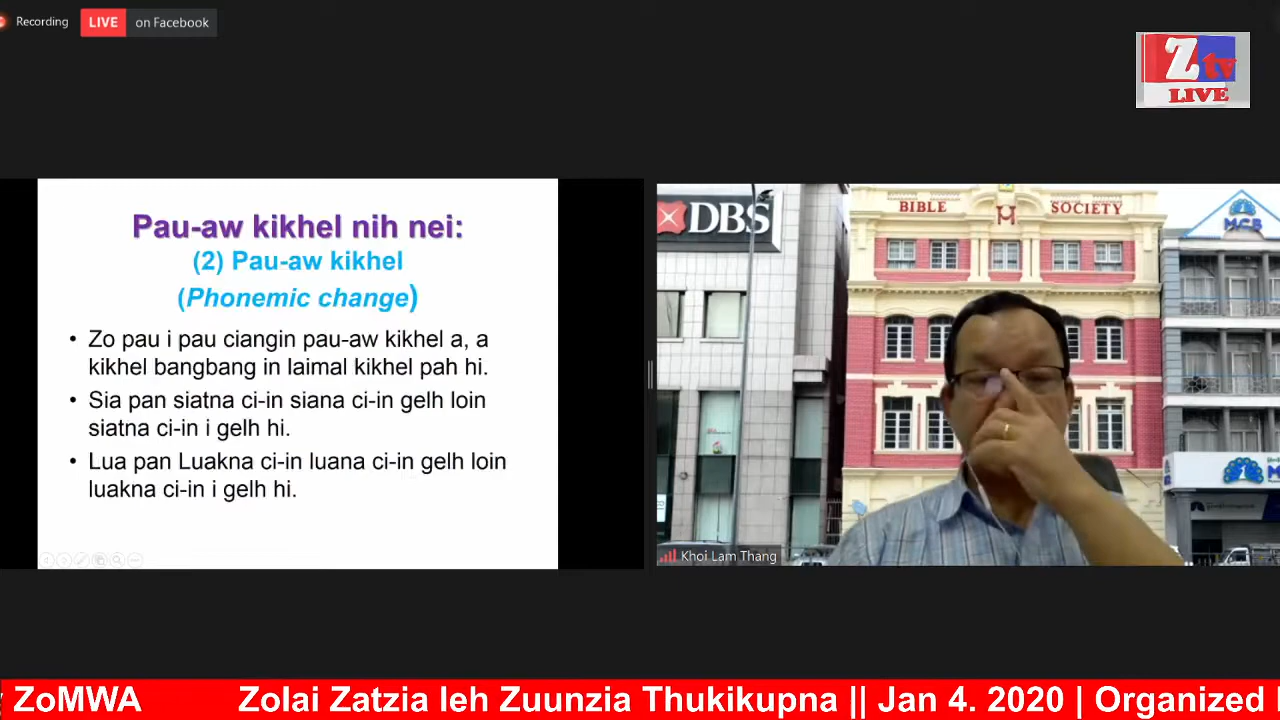 Recording
LIVE on Facebook
Z tv
LIVE
Pau-aw kikhel nih nei:
(2) Pau-aw kikhel
(Phonemic change)
• Zo pau i pau ciangin pau-aw kikhel a, a
kikhel bangbang in laimal kikhel pah hi.
• Sia pan siatna ci-in siana ci-in gelh loin
siatna ci-in i gelh hi.
• Lua pan Luakna ci-in luana ci-in gelh loin
luakna ci-in i gelh hi.
DBS
BIBLE SOCIETY
MCB
Khoi Lam Thang
ZoMWA Zolai Zatzia leh Zuunzia Thukikupna || Jan 4. 2020 | Organized